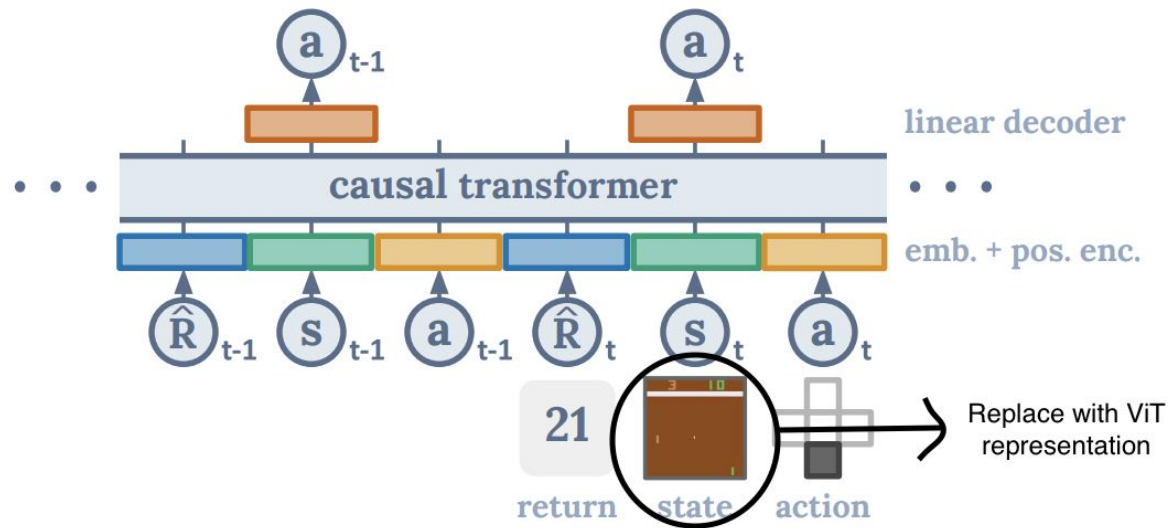 a t-1 a t
linear decoder
causal transformer
emb. + pos. enc.
R̂ t-1 s t-1 a t-1 R̂ t s t a t
3 10
21
Replace with ViT
representation
return state action